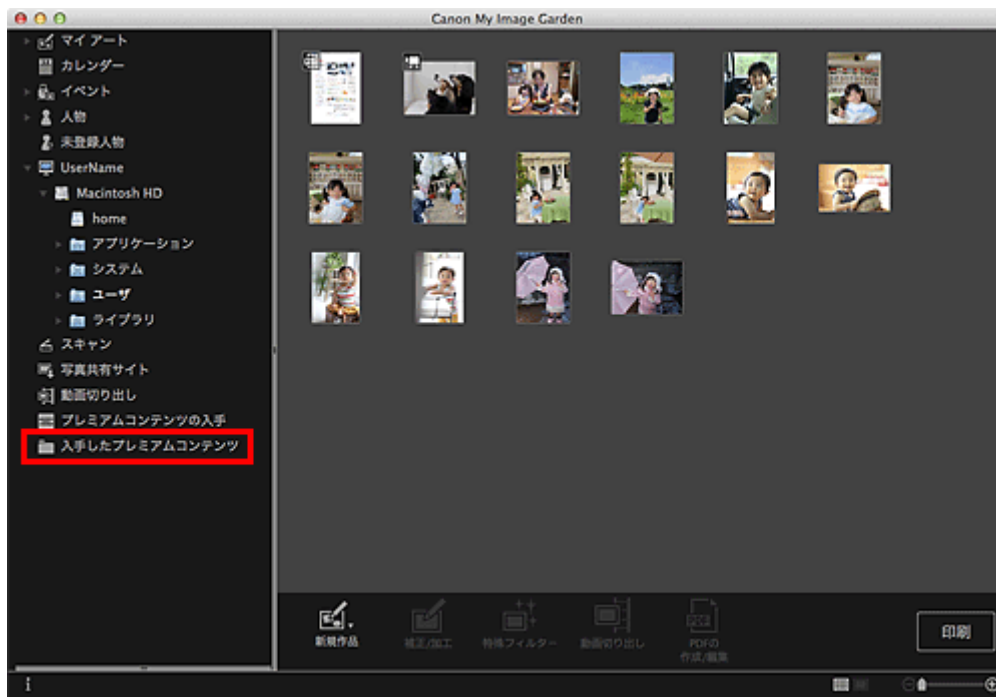 Canon My Image Garden
マイ アート
カレンダー
イベント
人物
未登録人物
UserName
Macintosh HD
home
アプリケーション
システム
ユーザ
ライブラリ
スキャン
写真共有サイト
動画切り出し
プレミアムコンテンツの入手
入手したプレミアムコンテンツ
新規作品
補正/加工
特殊フィルター
動画切り出し
PDF
PDFの
作成/編集
印刷